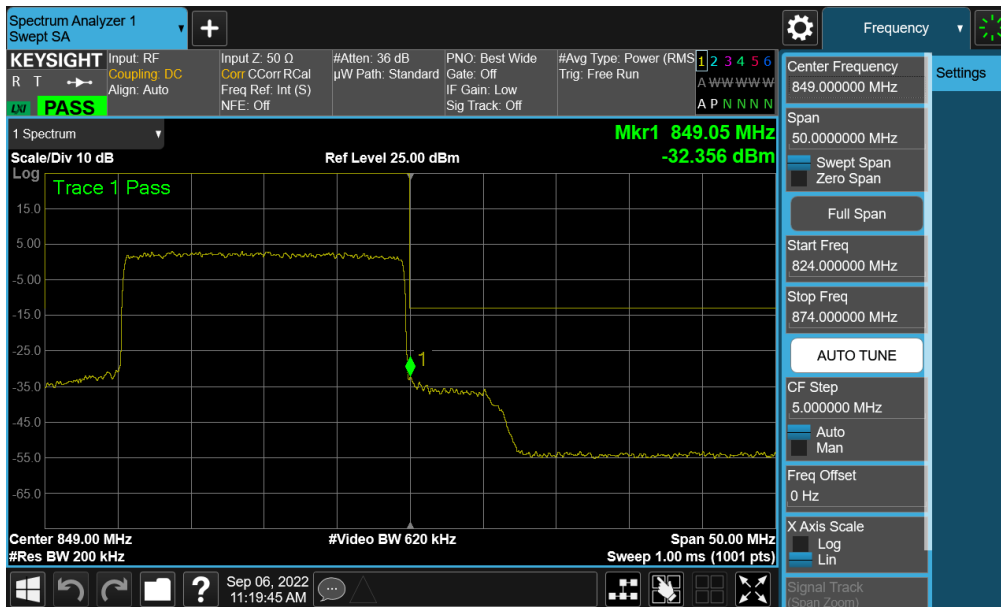 Spectrum Analyzer 1
Swept SA
Frequency
KEYSIGHT
R T
LXI PASS
Input: RF
Coupling: DC
Align: Auto
Input Z: 50 Ω
Corr CCorr RCal
Freq Ref: Int (S)
NFE: Off
#Atten: 36 dB
µW Path: Standard
PNO: Best Wide
Gate: Off
IF Gain: Low
Sig Track: Off
#Avg Type: Power (RMS
Trig: Free Run
1 2 3 4 5 6
A W W W W W
A P N N N N
Settings
1 Spectrum
Mkr1 849.05 MHz
Scale/Div 10 dB
Ref Level 25.00 dBm
-32.356 dBm
Log
Trace 1 Pass
15.0
5.00
-5.00
-15.0
-25.0
-35.0
-45.0
-55.0
-65.0
1
Center 849.00 MHz
#Video BW 620 kHz
Span 50.00 MHz
#Res BW 200 kHz
Sweep 1.00 ms (1001 pts)
Center Frequency
849.000000 MHz
Span
50.0000000 MHz
Swept Span
Zero Span
Full Span
Start Freq
824.000000 MHz
Stop Freq
874.000000 MHz
AUTO TUNE
CF Step
5.000000 MHz
Auto
Man
Freq Offset
0 Hz
X Axis Scale
Log
Lin
Signal Track
(Span Zoom)
?
Sep 06, 2022
11:19:45 AM